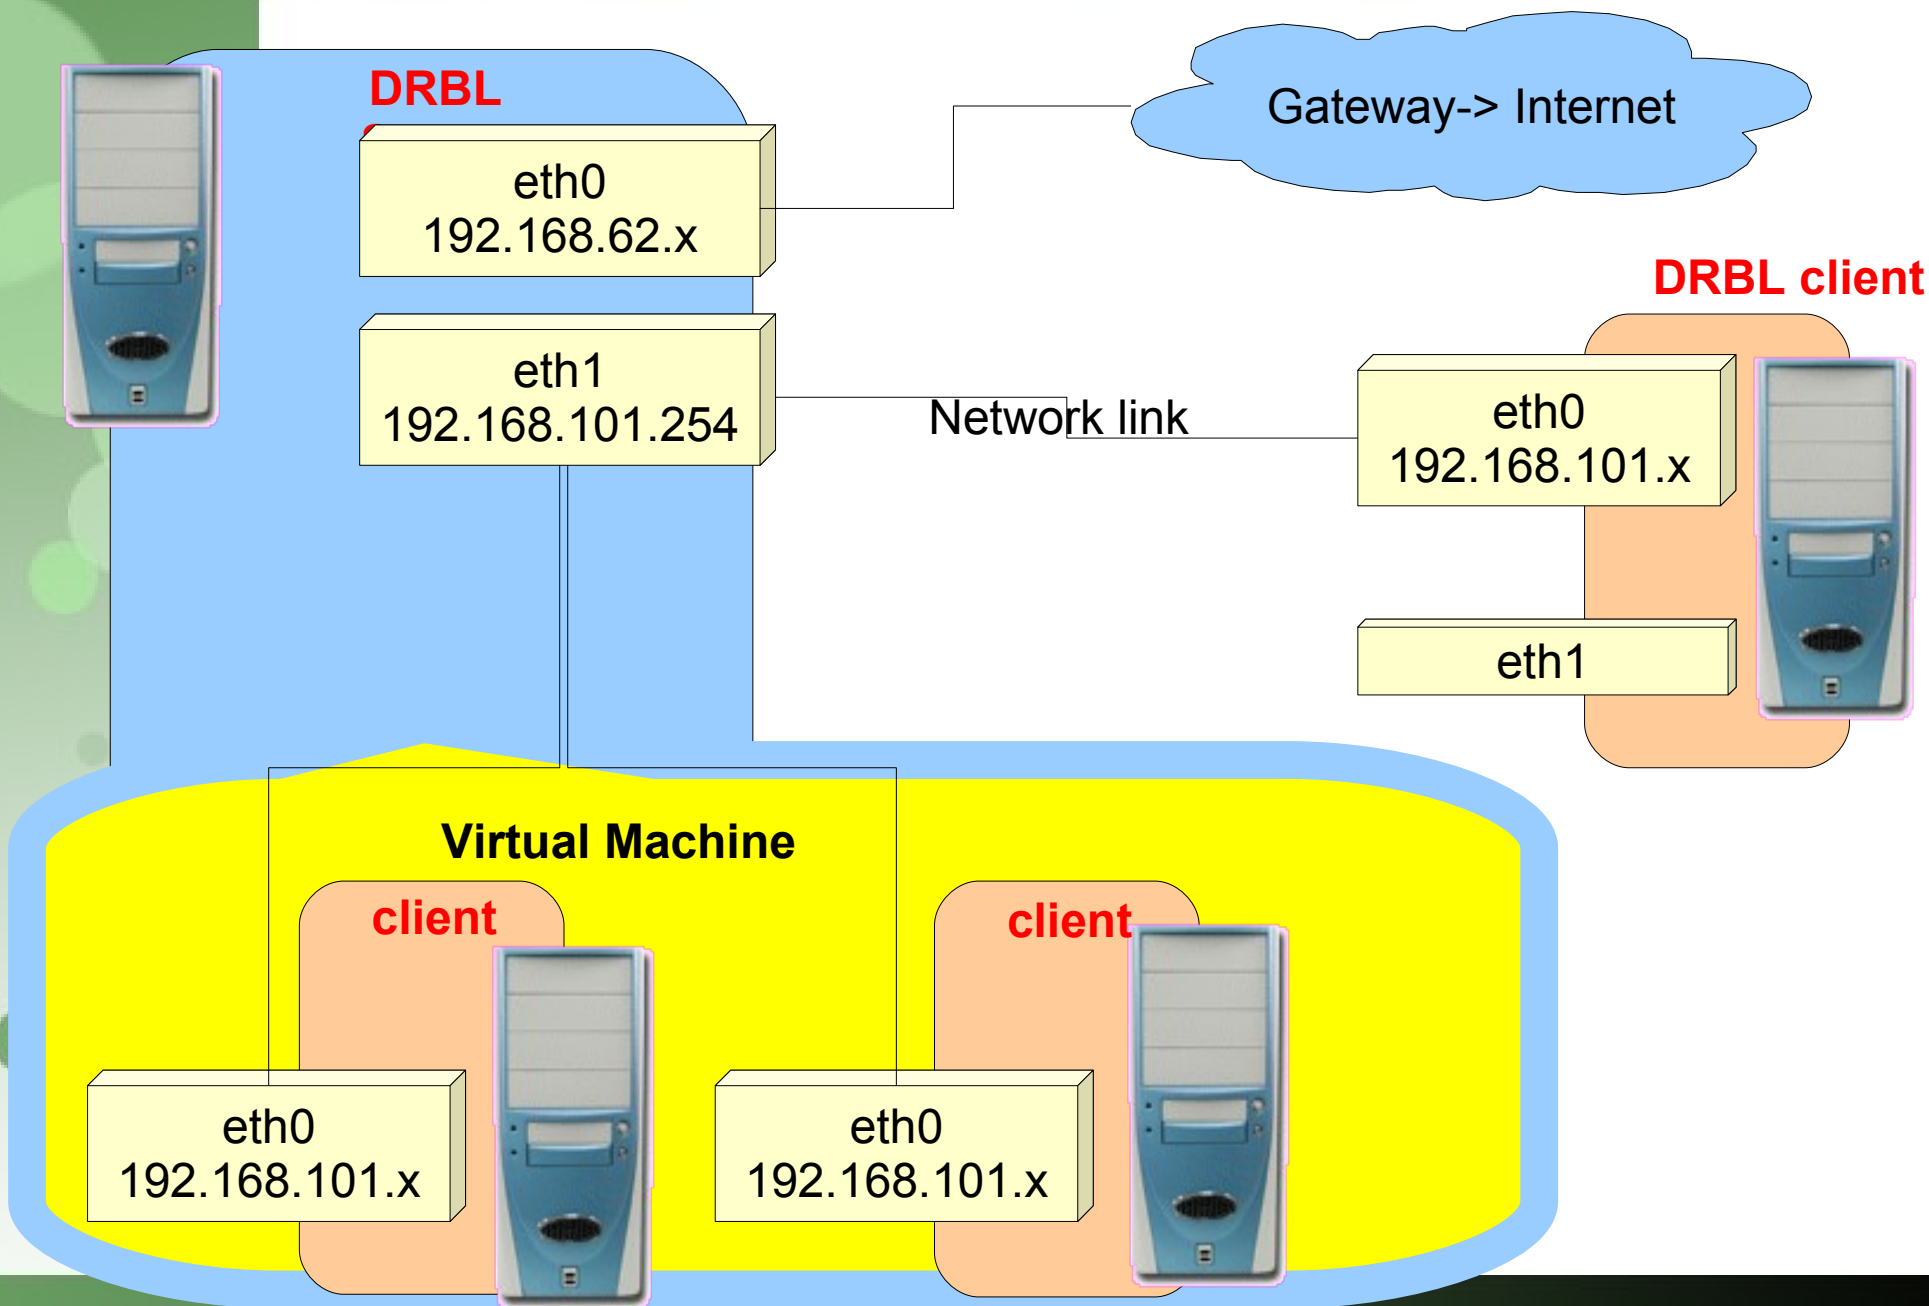 DRBL
eth0
192.168.62.x
Gateway-> Internet
eth1
192.168.101.254
Network link
DRBL client
eth0
192.168.101.x
eth1
Virtual Machine
client
client
eth0
192.168.101.x
eth0
192.168.101.x